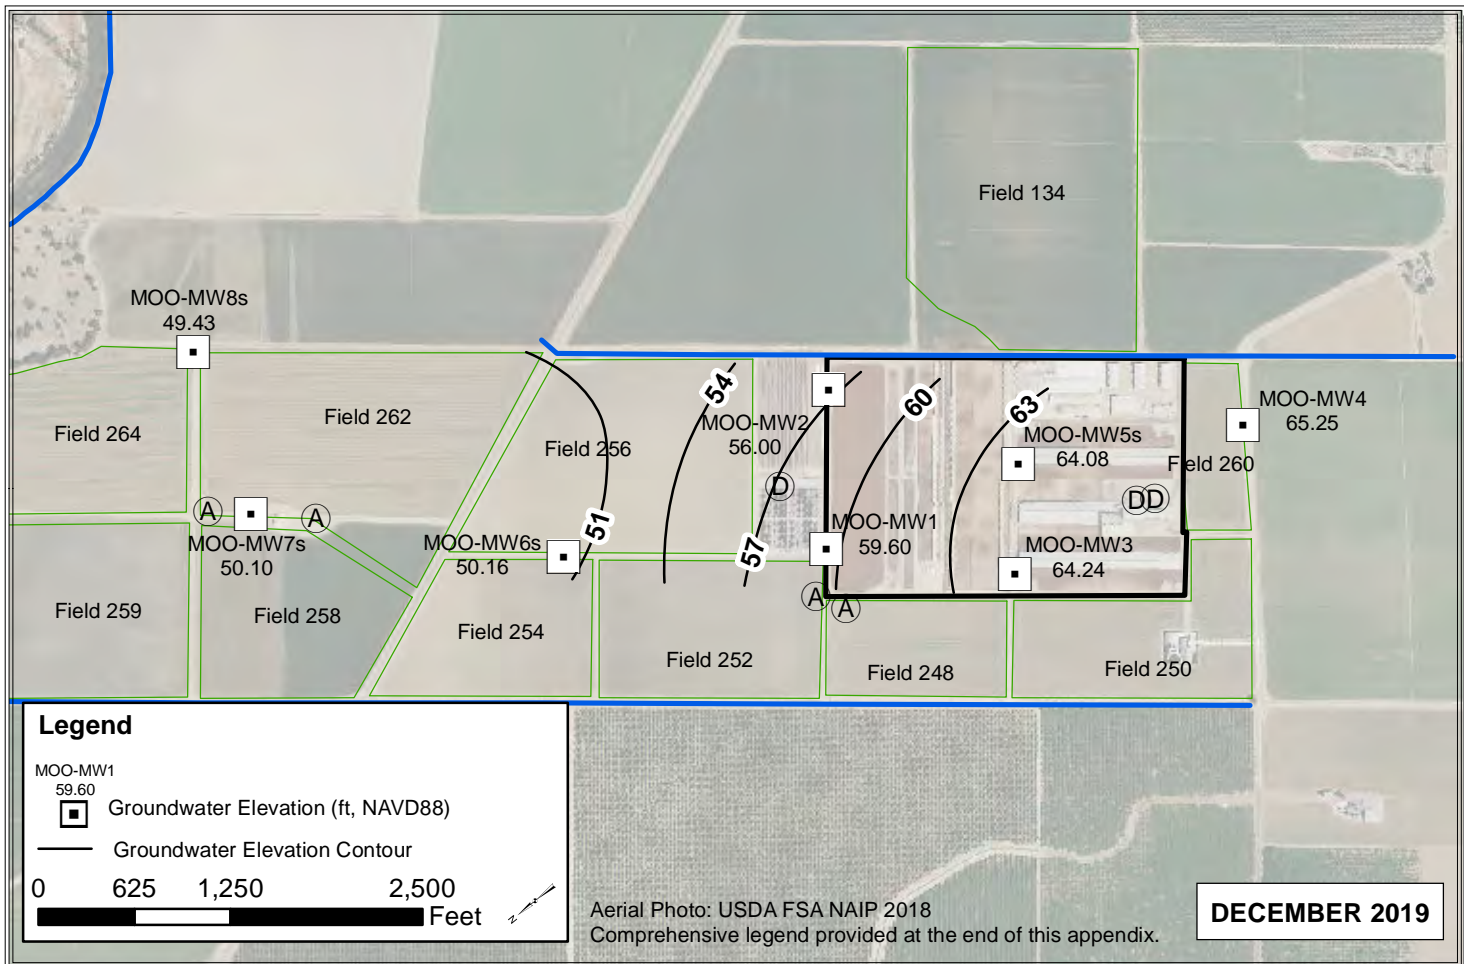 Field 134
MOO-MW8s
49.43
MOO-MW4
65.25
54
60
63
MOO-MW2
56.00
Field 262
Field 264
Field 256
MOO-MW5s
64.08
Field 260
D
DD
A
A
51
57
MOO-MW7s
50.10
MOO-MW6s
50.16
MOO-MW1
59.60
MOO-MW3
64.24
A
A
Field 259
Field 258
Field 254
Field 252
Field 248
Field 250
Legend
MOO-MW1
59.60
Groundwater Elevation (ft, NAVD88)
Groundwater Elevation Contour
0 625 1,250 2,500
Feet
N
Aerial Photo: USDA FSA NAIP 2018
Comprehensive legend provided at the end of this appendix.
DECEMBER 2019